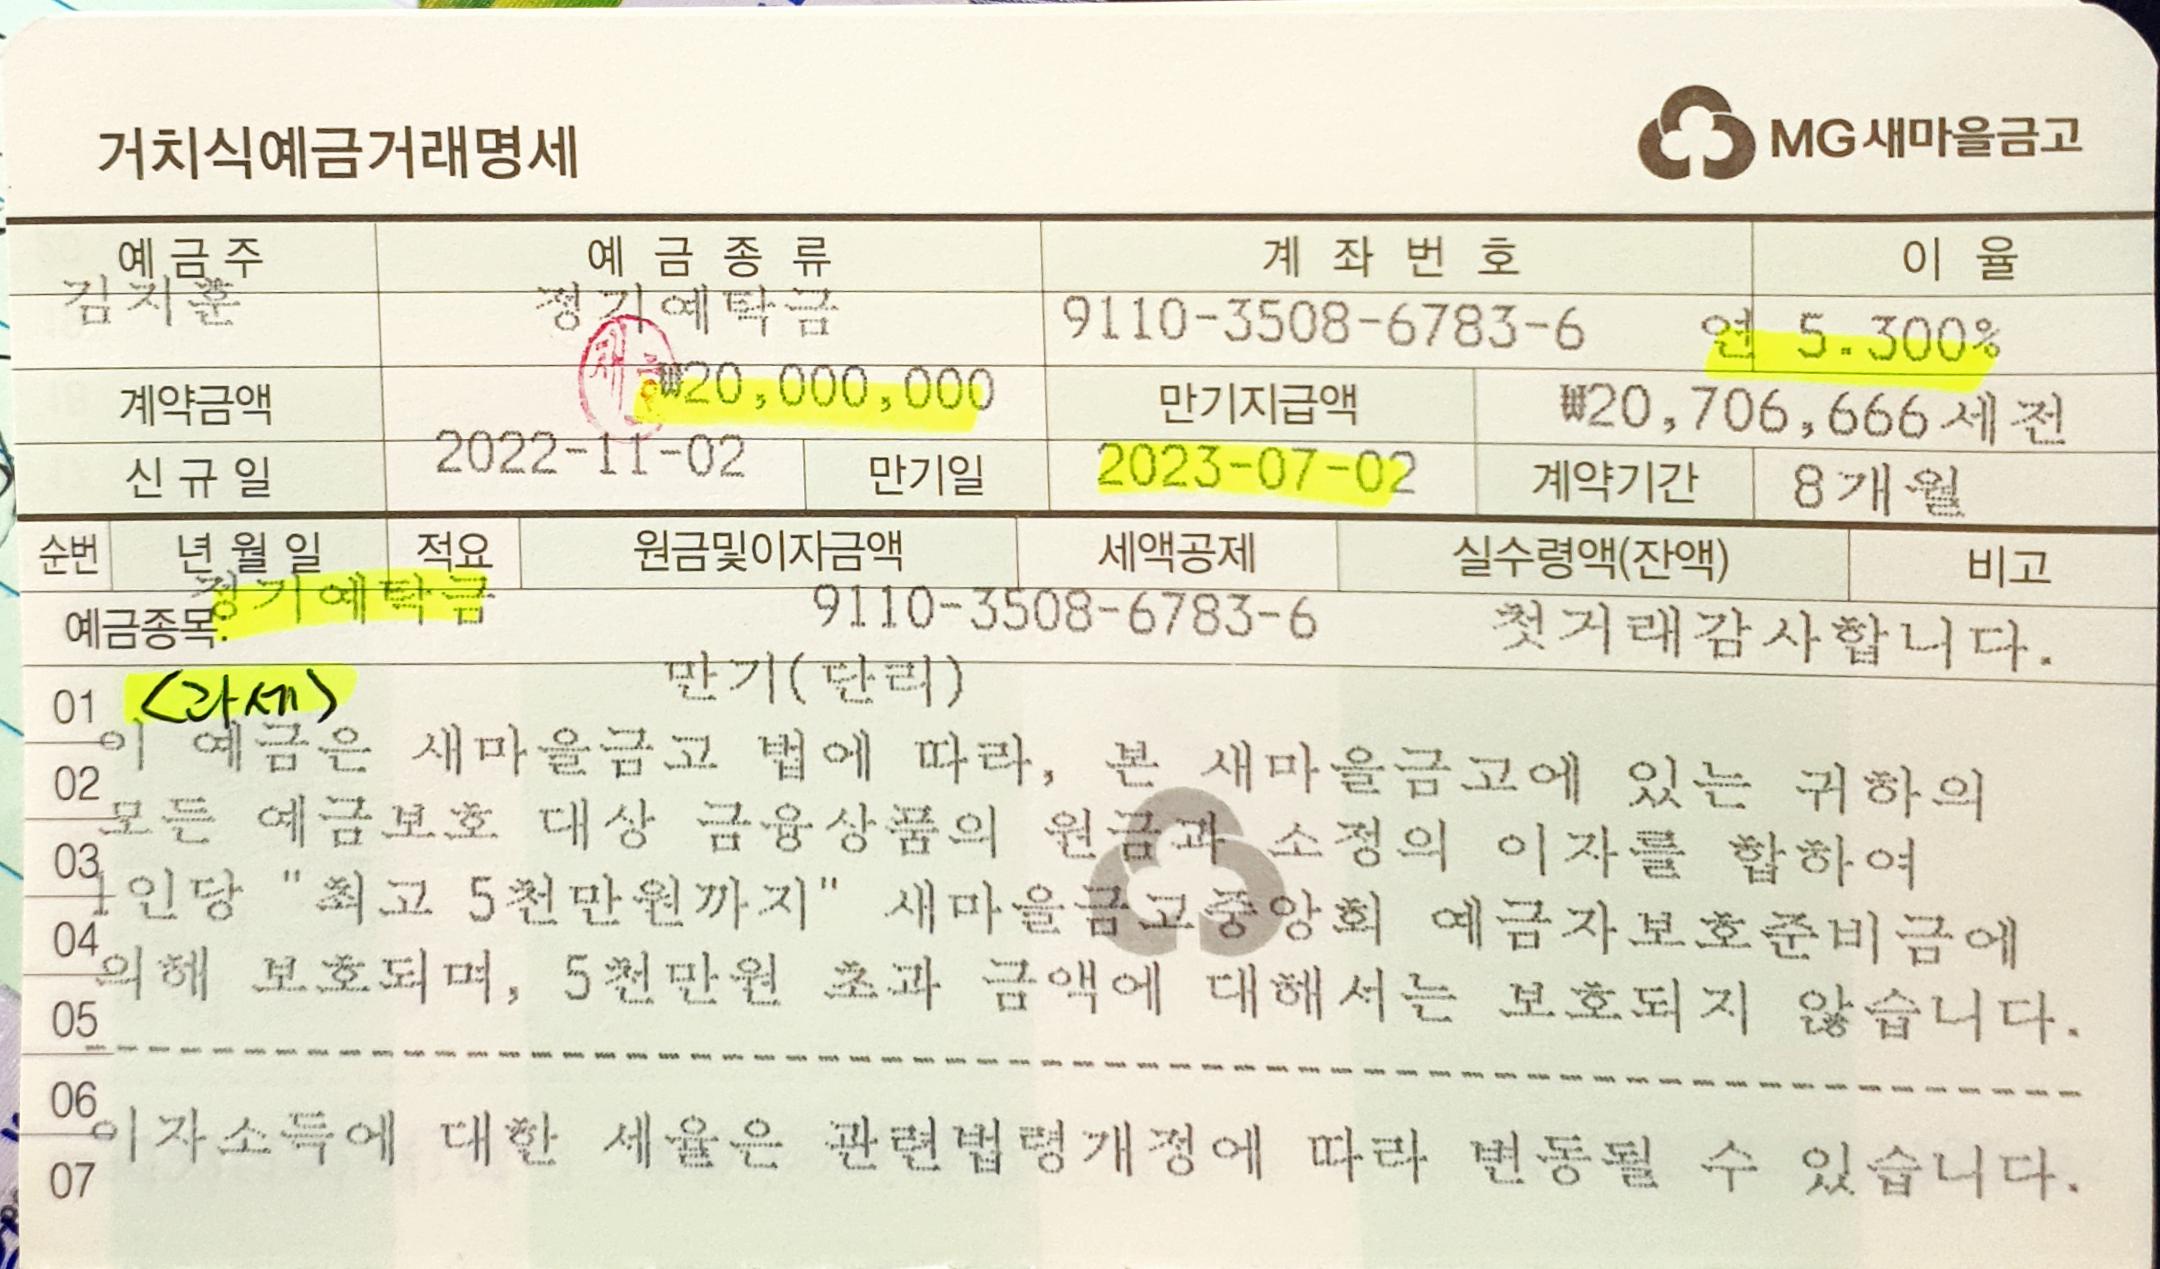 거치식예금거래명세
MG새마을금고
예금주 예금종류 계좌번호 이율
김지훈 정기예탁금 9110-3508-6783-6 연 5.300%
계약금액 ₩20,000,000 만기지급액 ₩20,706,666세전
신규일 2022-11-02 만기일 2023-07-02 계약기간 8개월
순번 년월일 적요 원금및이자금액 세액공제 실수령액(잔액) 비고
예금종목: 정기예탁금 9110-3508-6783-6 첫거래감사합니다.
01 <과세> 만기(단리)
이 예금은 새마을금고 법에 따라, 본 새마을금고에 있는 귀하의
02
모든 예금보호 대상 금융상품의 원금과 소정의 이자를 합하여
03
1인당 "최고 5천만원까지" 새마을금고중앙회 예금자보호준비금에
04
의해 보호되며, 5천만원 초과 금액에 대해서는 보호되지 않습니다.
05
06
이자소득에 대한 세율은 관련법령개정에 따라 변동될 수 있습니다.
07